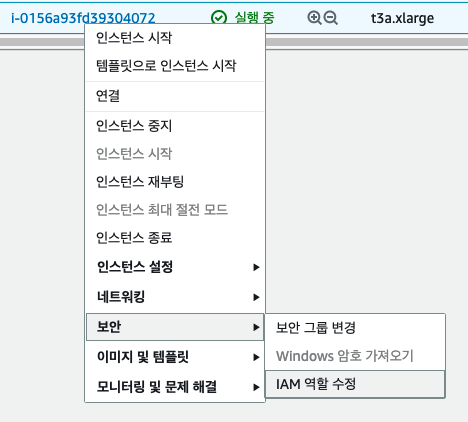 i-0156a93fd39304072 실행 중 t3a.xlarge
인스턴스 시작
템플릿으로 인스턴스 시작
연결
인스턴스 중지
인스턴스 시작
인스턴스 재부팅
인스턴스 최대 절전 모드
인스턴스 종료
인스턴스 설정
네트워킹
보안
보안 그룹 변경
이미지 및 템플릿
Windows 암호 가져오기
모니터링 및 문제 해결
IAM 역할 수정